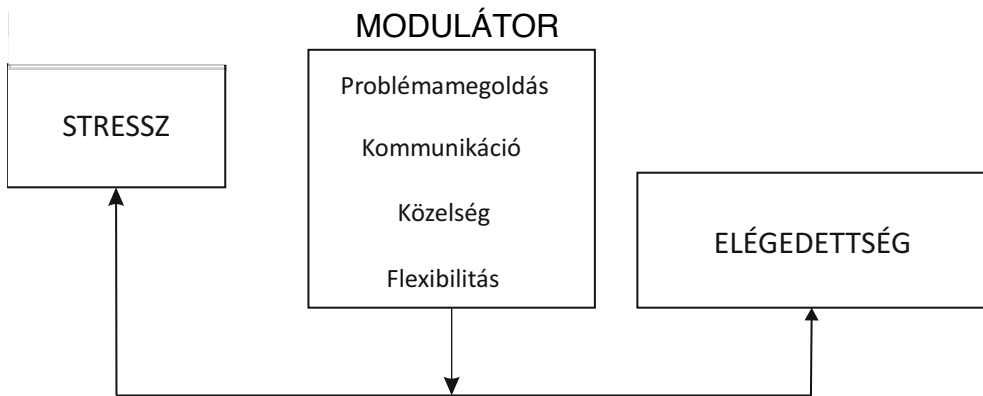 MODULÁTOR
STRESSZ
Problémamegoldás
Kommunikáció
Közelség
Flexibilitás
ELÉGEDETTSÉG